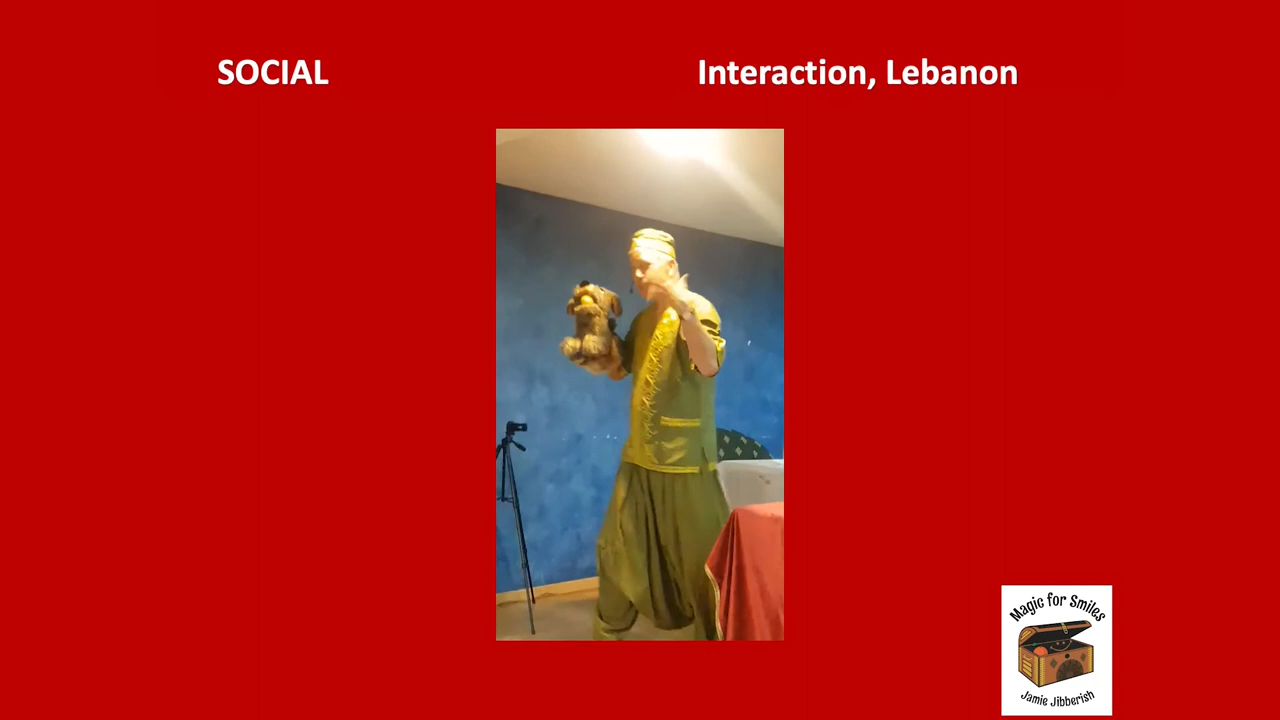 SOCIAL
Interaction, Lebanon
Magic for Smiles
Jamie Jibberish